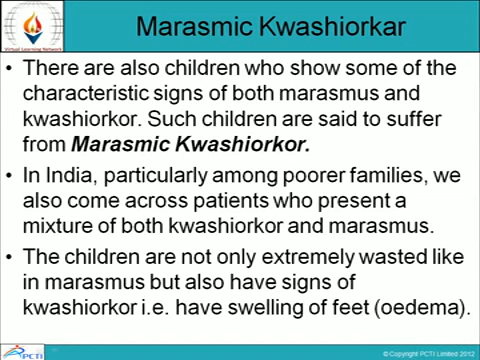 Marasmic Kwashiorkar
Virtual Learning Network
• There are also children who show some of the
characteristic signs of both marasmus and
kwashiorkor. Such children are said to suffer
from Marasmic Kwashiorkor.
• In India, particularly among poorer families, we
also come across patients who present a
mixture of both kwashiorkor and marasmus.
• The children are not only extremely wasted like
in marasmus but also have signs of
kwashiorkor i.e. have swelling of feet (oedema).
PCTI
© Copyright PCTI Limited 2012